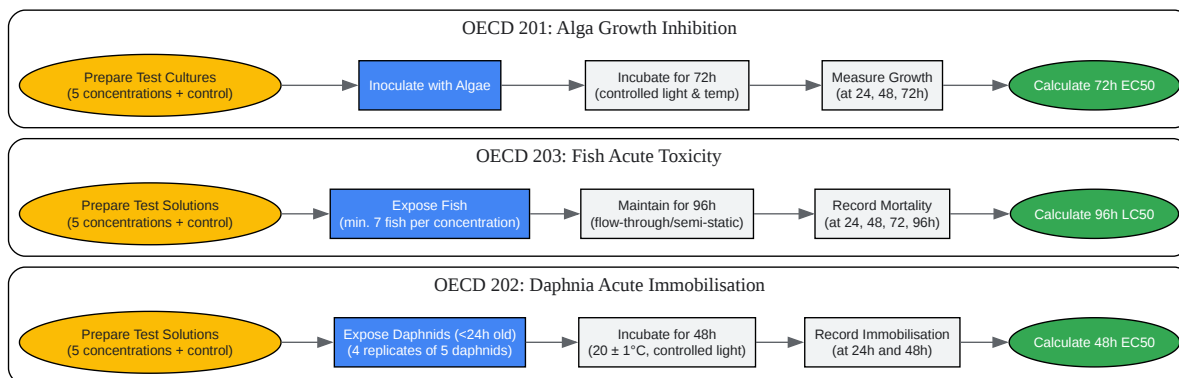 OECD 201: Alga Growth Inhibition
Prepare Test Cultures
(5 concentrations + control)
Inoculate with Algae
Incubate for 72h
(controlled light & temp)
Measure Growth
(at 24, 48, 72h)
Calculate 72h EC50
OECD 203: Fish Acute Toxicity
Prepare Test Solutions
(5 concentrations + control)
Expose Fish
(min. 7 fish per concentration)
Maintain for 96h
(flow-through/semi-static)
Record Mortality
(at 24, 48, 72, 96h)
Calculate 96h LC50
OECD 202: Daphnia Acute Immobilisation
Prepare Test Solutions
(5 concentrations + control)
Expose Daphnids (<24h old)
(4 replicates of 5 daphnids)
Incubate for 48h
(20 ± 1°C, controlled light)
Record Immobilisation
(at 24h and 48h)
Calculate 48h EC50